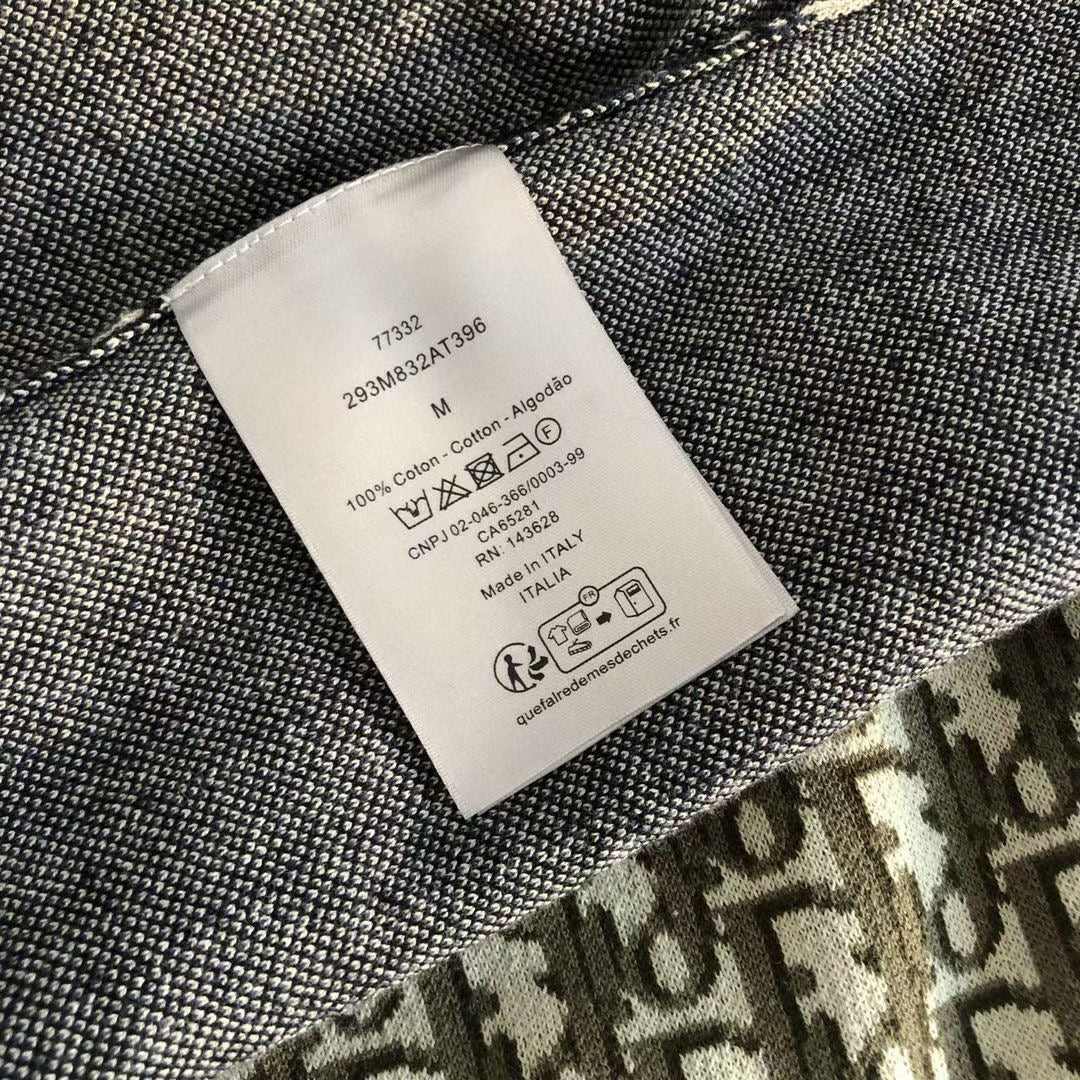 77332
293M832AT396
M
100% Coton - Cotton - Algodão
F
CNPJ 02-046-366/0003-99
CA65281
RN: 143628
Made In ITALY
ITALIA
FR
quefairedemesdechets.fr